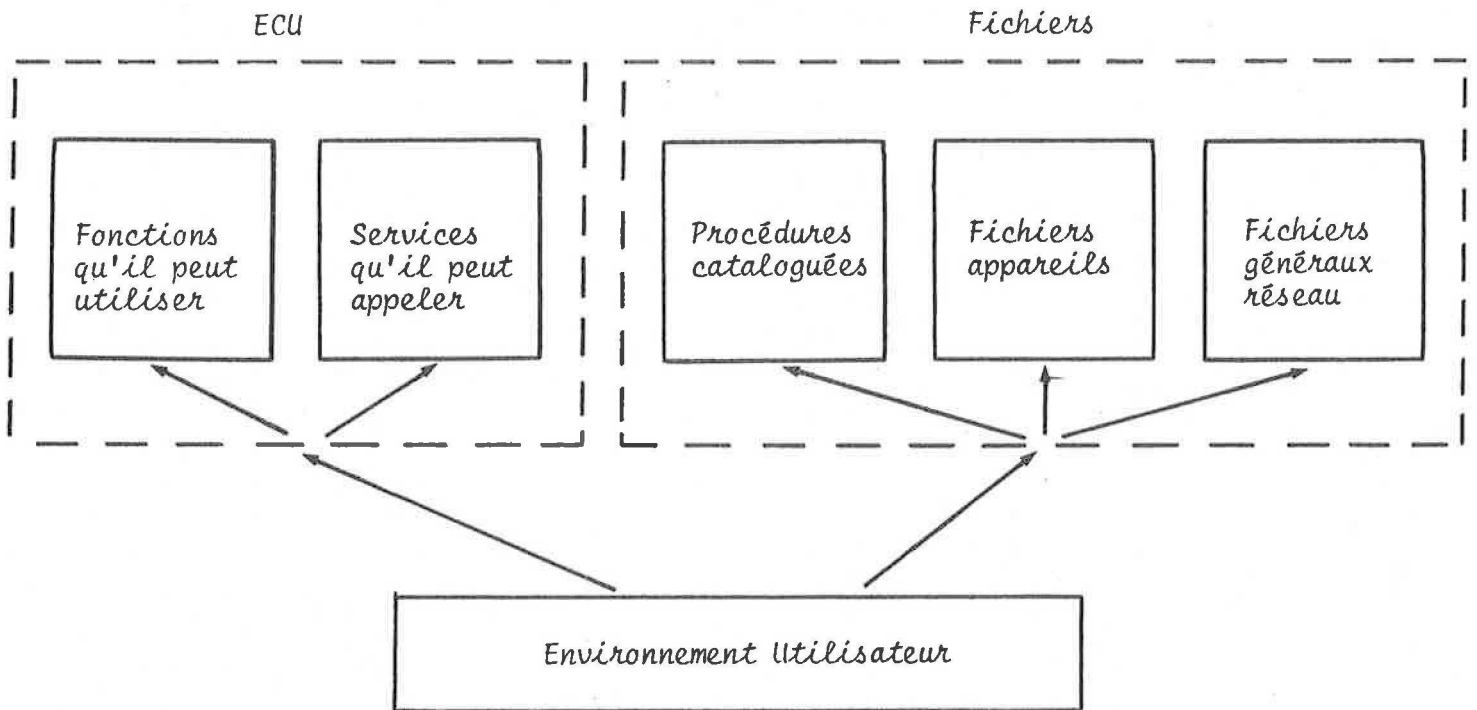 ECU
Fichiers
Fonctions
qu'il peut
utiliser
Services
qu'il peut
appeler
Procédures
cataloguées
Fichiers
appareils
Fichiers
généraux
réseau
Environnement Utilisateur